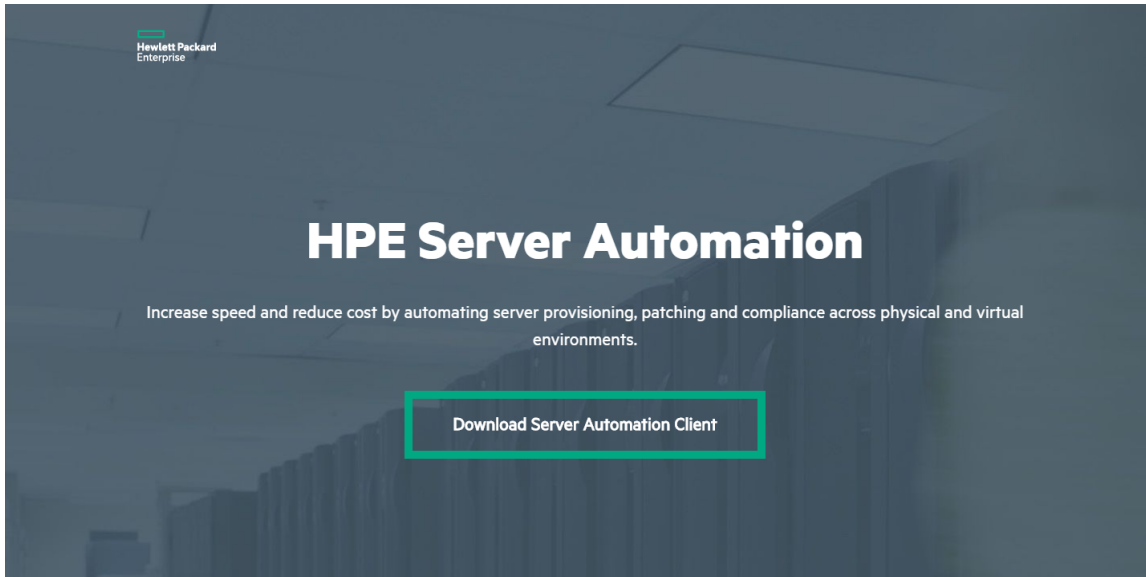 Hewlett Packard
Enterprise
HPE Server Automation
Increase speed and reduce cost by automating server provisioning, patching and compliance across physical and virtual
environments.
Download Server Automation Client